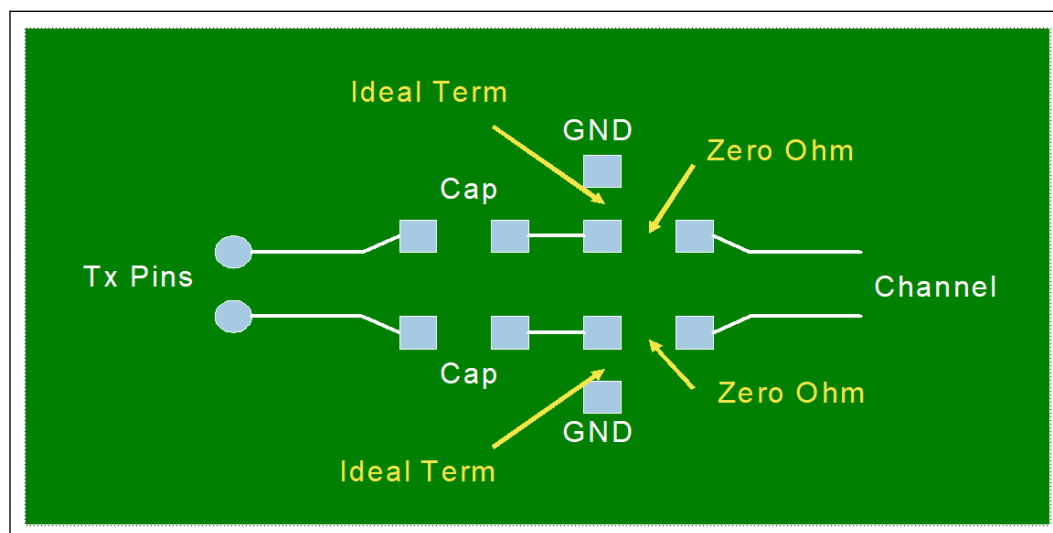 Ideal Term
GND
Zero Ohm
Cap
Tx Pins
Channel
Cap
Zero Ohm
GND
Ideal Term